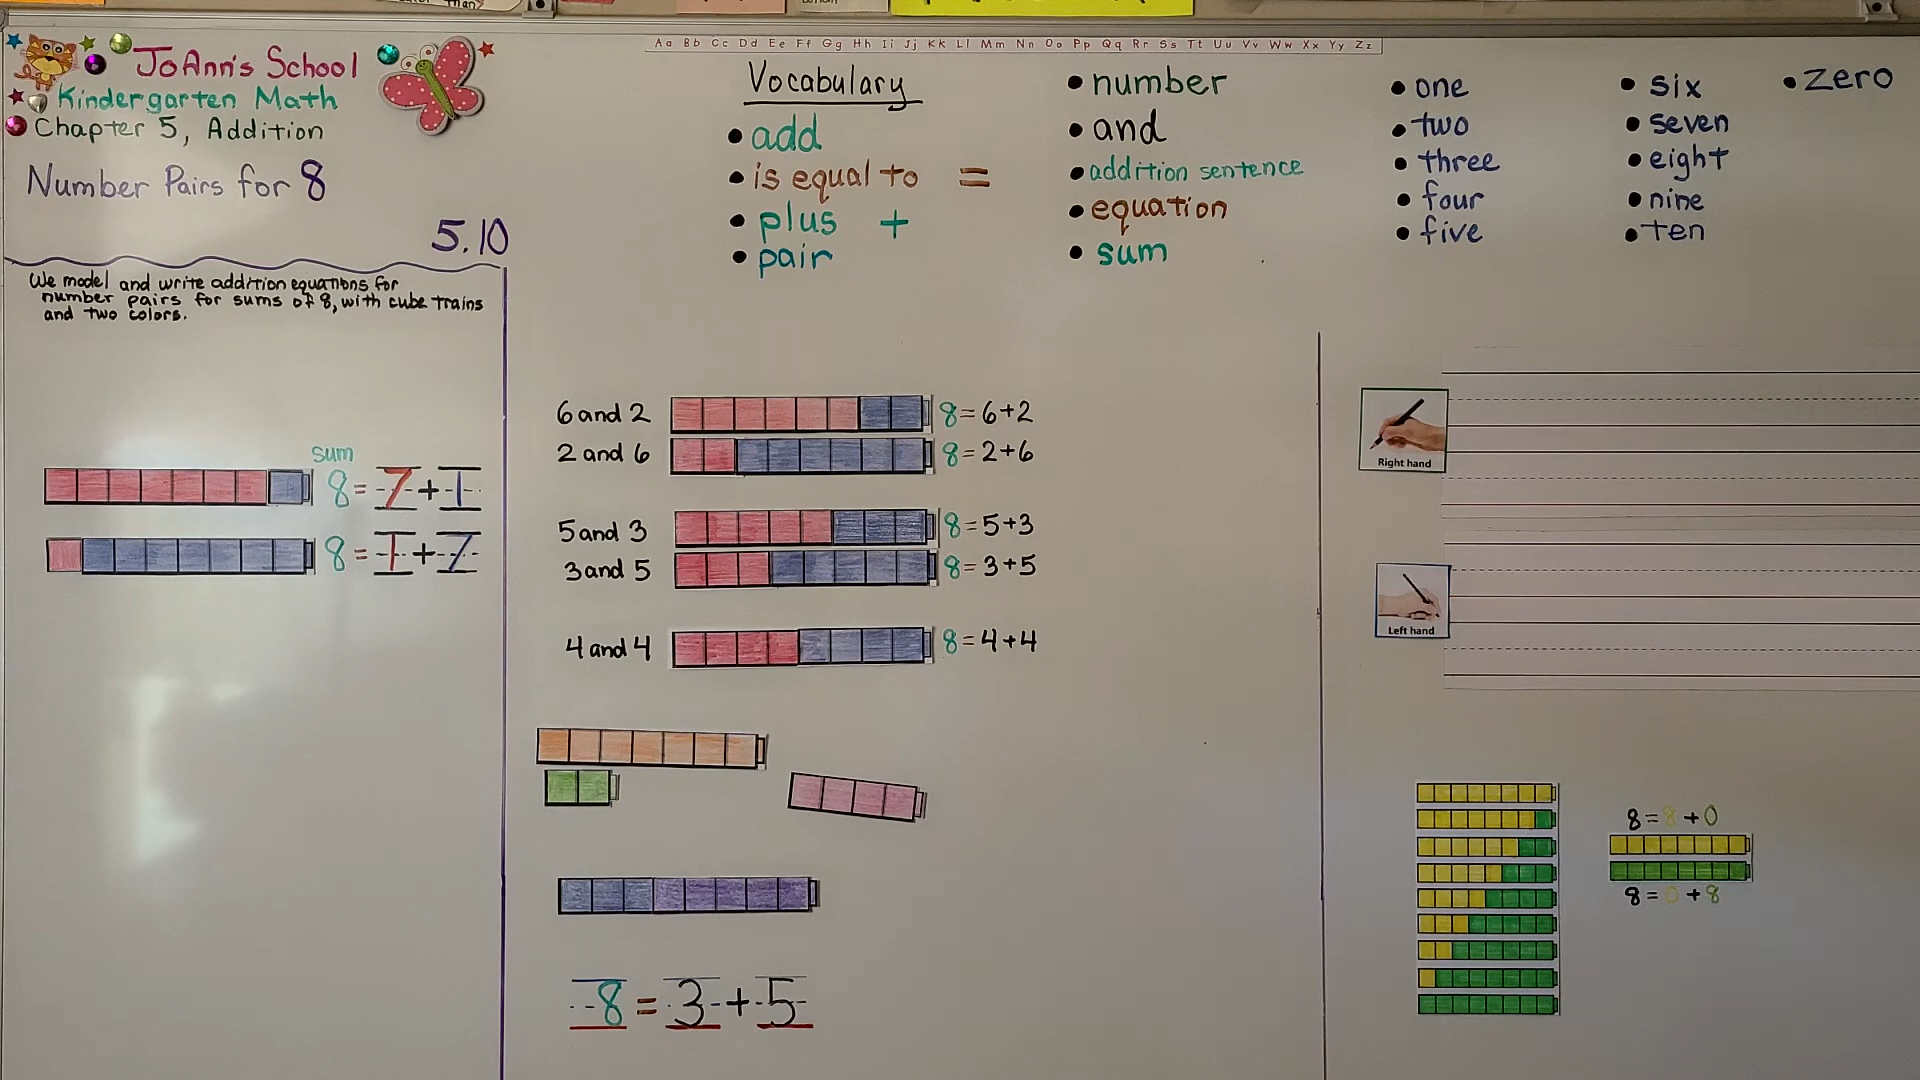 Than
Aa Bb Cc Dd Ee Ff Gg Hh Ii Jj Kk Ll Mm Nn Oo Pp Qq Rr Ss Tt Uu Vv Ww Xx Yy Zz
JoAnn's School
Kindergarten Math
Chapter 5, Addition
Number Pairs for 8
5.10
We model and write addition equations for
number pairs for sums of 8, with cube trains
and two colors.
sum
8 = 7 + 1
8 = 1 + 7
Vocabulary
• add
• is equal to =
• plus +
• pair
• number
• and
• addition sentence
• equation
• sum
• one
• two
• three
• four
• five
• six
• seven
• eight
• nine
• ten
• zero
6 and 2 8 = 6+2
2 and 6 8 = 2+6
5 and 3 8 = 5+3
3 and 5 8 = 3+5
4 and 4 8 = 4+4
8 = 3 + 5
Right hand
Left hand
8 = 8 + 0
8 = 0 + 8